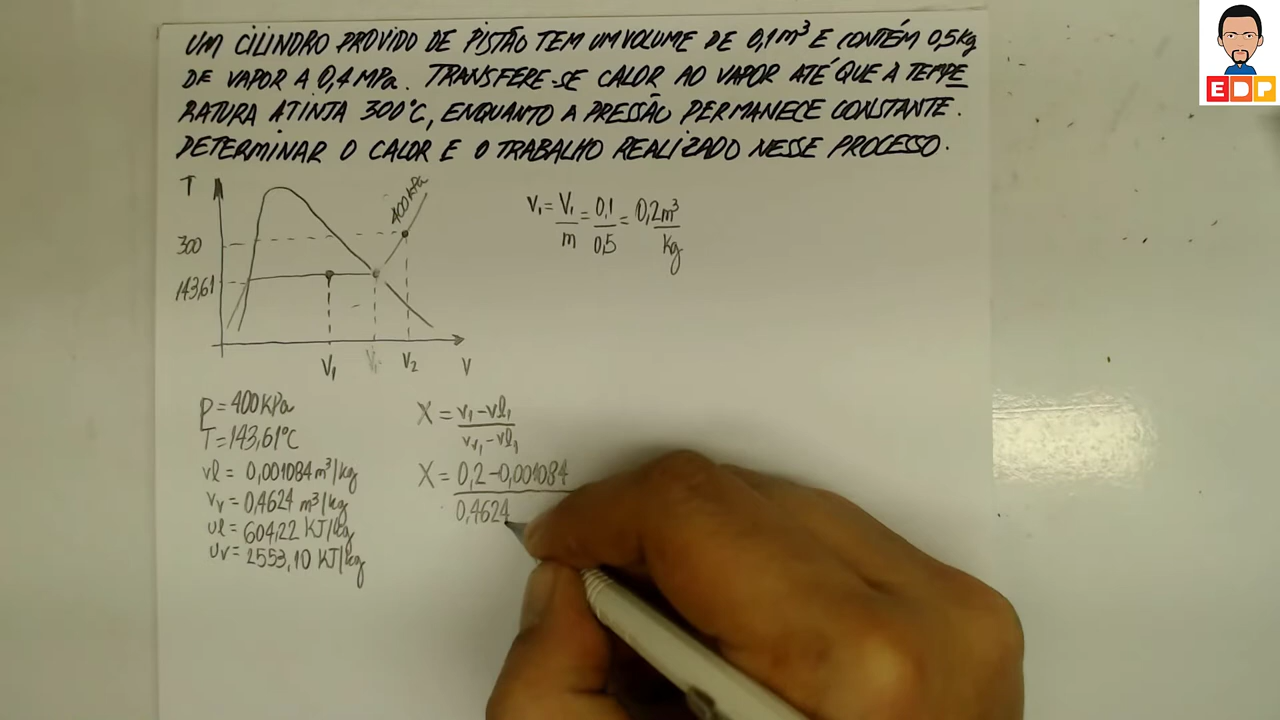 UM CILINDRO PROVIDO DE PISTÃO TEM UM VOLUME DE 0,1m³ E CONTÉM 0,5kg
DE VAPOR A 0,4 MPa. TRANSFERE-SE CALOR AO VAPOR ATÉ QUE A TEMPE
RATURA ATINJA 300°C, ENQUANTO A PRESSÃO PERMANECE CONSTANTE.
DETERMINAR O CALOR E O TRABALHO REALIZADO NESSE PROCESSO.
EDP
T
400 kPa
300
143,61
V₁
V₂
V
v₁ = V₁/m = 0,1/0,5 = 0,2 m³/kg
P = 400 kPa
T = 143,61°C
vl = 0,001084 m³/kg
vv = 0,4624 m³/kg
ul = 604,22 KJ/kg
uv = 2553,10 KJ/kg
X = v₁ - vl₁
vv₁ - vl₁
X = 0,2 - 0,001084
0,4624